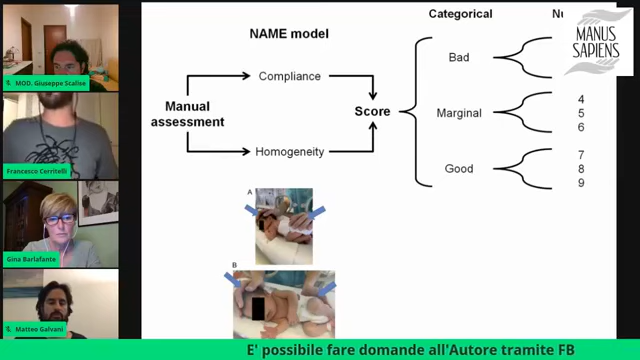 MOD. Giuseppe Scalise
Francesco Cerritelli
Gina Barlafante
Matteo Galvani
NAME model
Compliance
Manual
assessment
Homogeneity
Score
Categorical
Bad
Marginal
Good
4
5
6
7
8
9
MANUS
SAPIENS
A
B
E' possibile fare domande all'Autore tramite FB